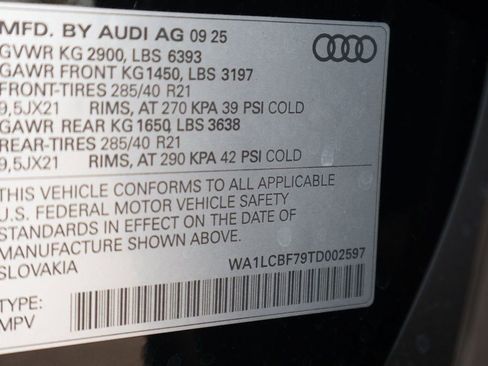 MFD. BY AUDI AG 09 25
GVWR KG 2900, LBS 6393
GAWR FRONT KG1450, LBS 3197
FRONT-TIRES 285/40 R21
9,5JX21 RIMS, AT 270 KPA 39 PSI COLD
GAWR REAR KG 1650, LBS 3638
REAR-TIRES 285/40 R21
9,5JX21 RIMS, AT 290 KPA 42 PSI COLD
THIS VEHICLE CONFORMS TO ALL APPLICABLE
U.S. FEDERAL MOTOR VEHICLE SAFETY
STANDARDS IN EFFECT ON THE DATE OF
MANUFACTURE SHOWN ABOVE.
SLOVAKIA WA1LCBF79TD002597
TYPE OF
MPV